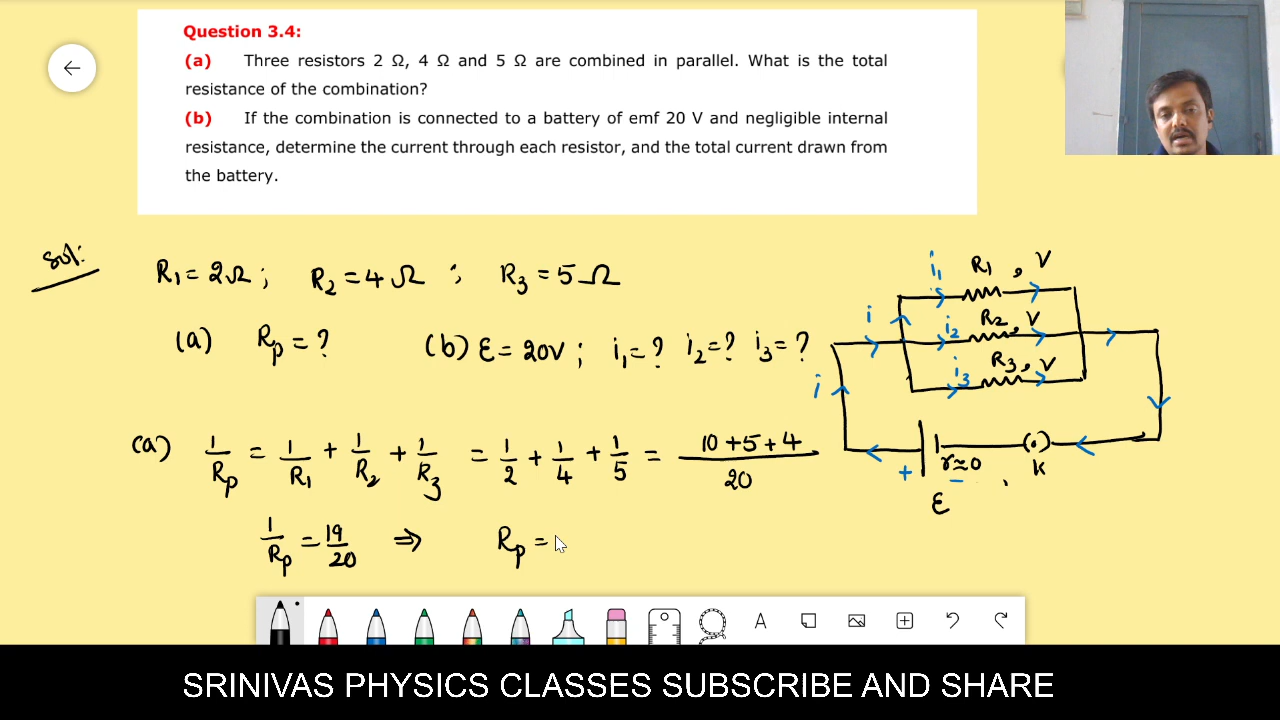 Question 3.4:
(a) Three resistors 2 Ω, 4 Ω and 5 Ω are combined in parallel. What is the total
resistance of the combination?
(b) If the combination is connected to a battery of emf 20 V and negligible internal
resistance, determine the current through each resistor, and the total current drawn from
the battery.
Sol:
R1 = 2Ω ; R2 = 4Ω ; R3 = 5Ω
(a) Rp = ? (b) ε = 20V ; i1 = ? i2 = ? i3 = ?
i1 R1 , V
i i2 R2, V
i3 R3, V
i
(a) 1/Rp = 1/R1 + 1/R2 + 1/R3 = 1/2 + 1/4 + 1/5 = 10+5+4/20
+ r≈0 - K
ε
1/Rp = 19/20 ⇒ Rp =
A
SRINIVAS PHYSICS CLASSES SUBSCRIBE AND SHARE